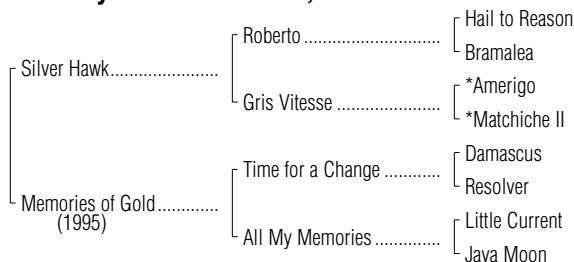 Hail to Reason
Roberto ..............................
Bramalea
Silver Hawk.......................
*Amerigo
Gris Vitesse ......................
*Matchiche II
Damascus
Time for a Change ............
Resolver
Memories of Gold.............
(1995)
Little Current
All My Memories................
Java Moon